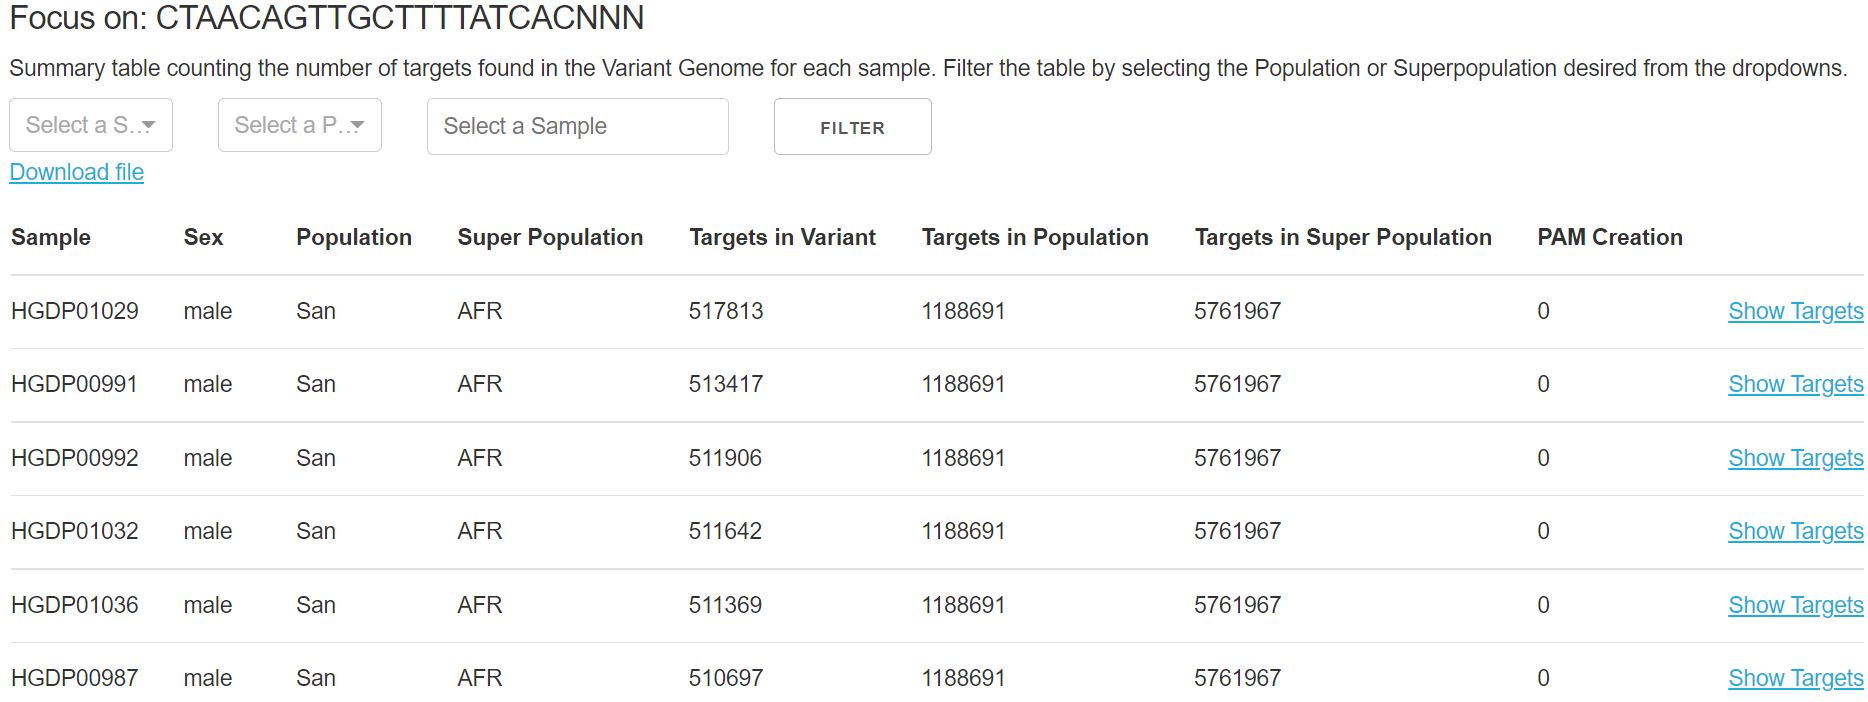 Focus on: CTAACAGTTGCTTTTATCACNNN
Summary table counting the number of targets found in the Variant Genome for each sample. Filter the table by selecting the Population or Superpopulation desired from the dropdowns.
Select a S... Select a P... Select a Sample FILTER
Download file
Sample Sex Population Super Population Targets in Variant Targets in Population Targets in Super Population PAM Creation
HGDP01029 male San AFR 517813 1188691 5761967 0 Show Targets
HGDP00991 male San AFR 513417 1188691 5761967 0 Show Targets
HGDP00992 male San AFR 511906 1188691 5761967 0 Show Targets
HGDP01032 male San AFR 511642 1188691 5761967 0 Show Targets
HGDP01036 male San AFR 511369 1188691 5761967 0 Show Targets
HGDP00987 male San AFR 510697 1188691 5761967 0 Show Targets